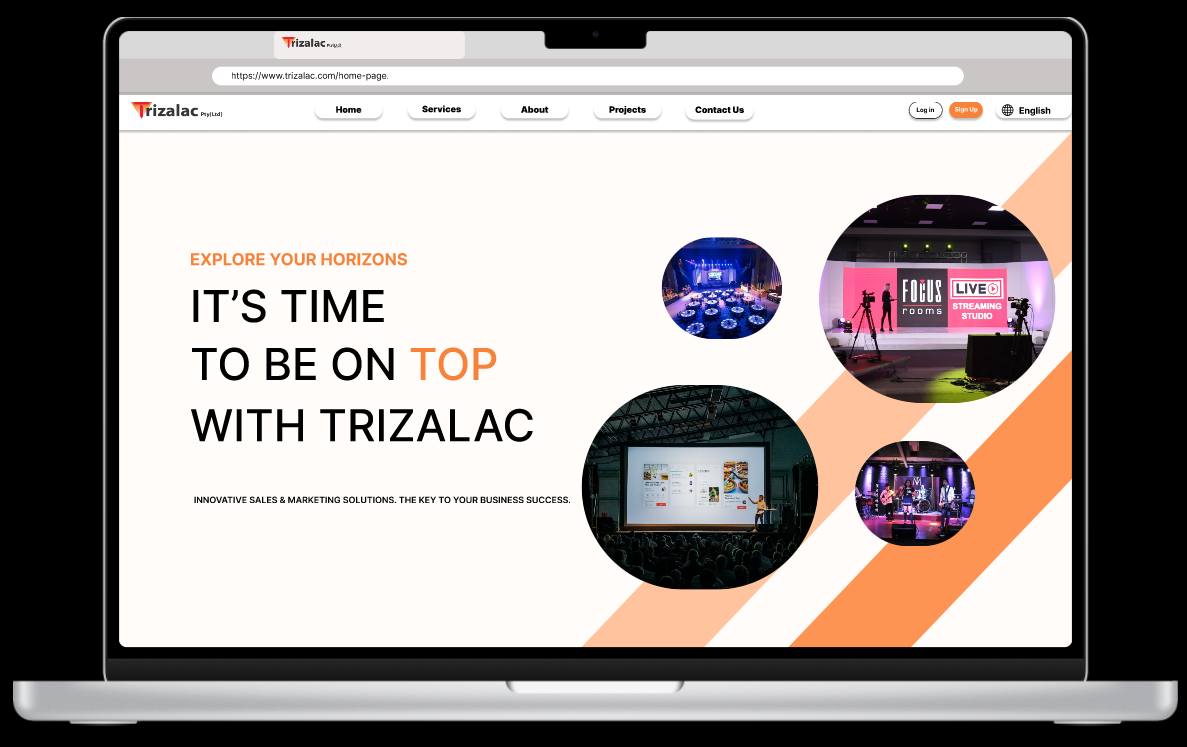 Trizalac Pty(Ltd)
https://www.trizalac.com/home-page.
Trizalac Pty(Ltd)
Home
Services
About
Projects
Contact Us
Log in
Sign Up
English
EXPLORE YOUR HORIZONS
IT’S TIME
TO BE ON TOP
WITH TRIZALAC
INNOVATIVE SALES & MARKETING SOLUTIONS. THE KEY TO YOUR BUSINESS SUCCESS.
FOCUS
rooms
LIVE
STREAMING
STUDIO